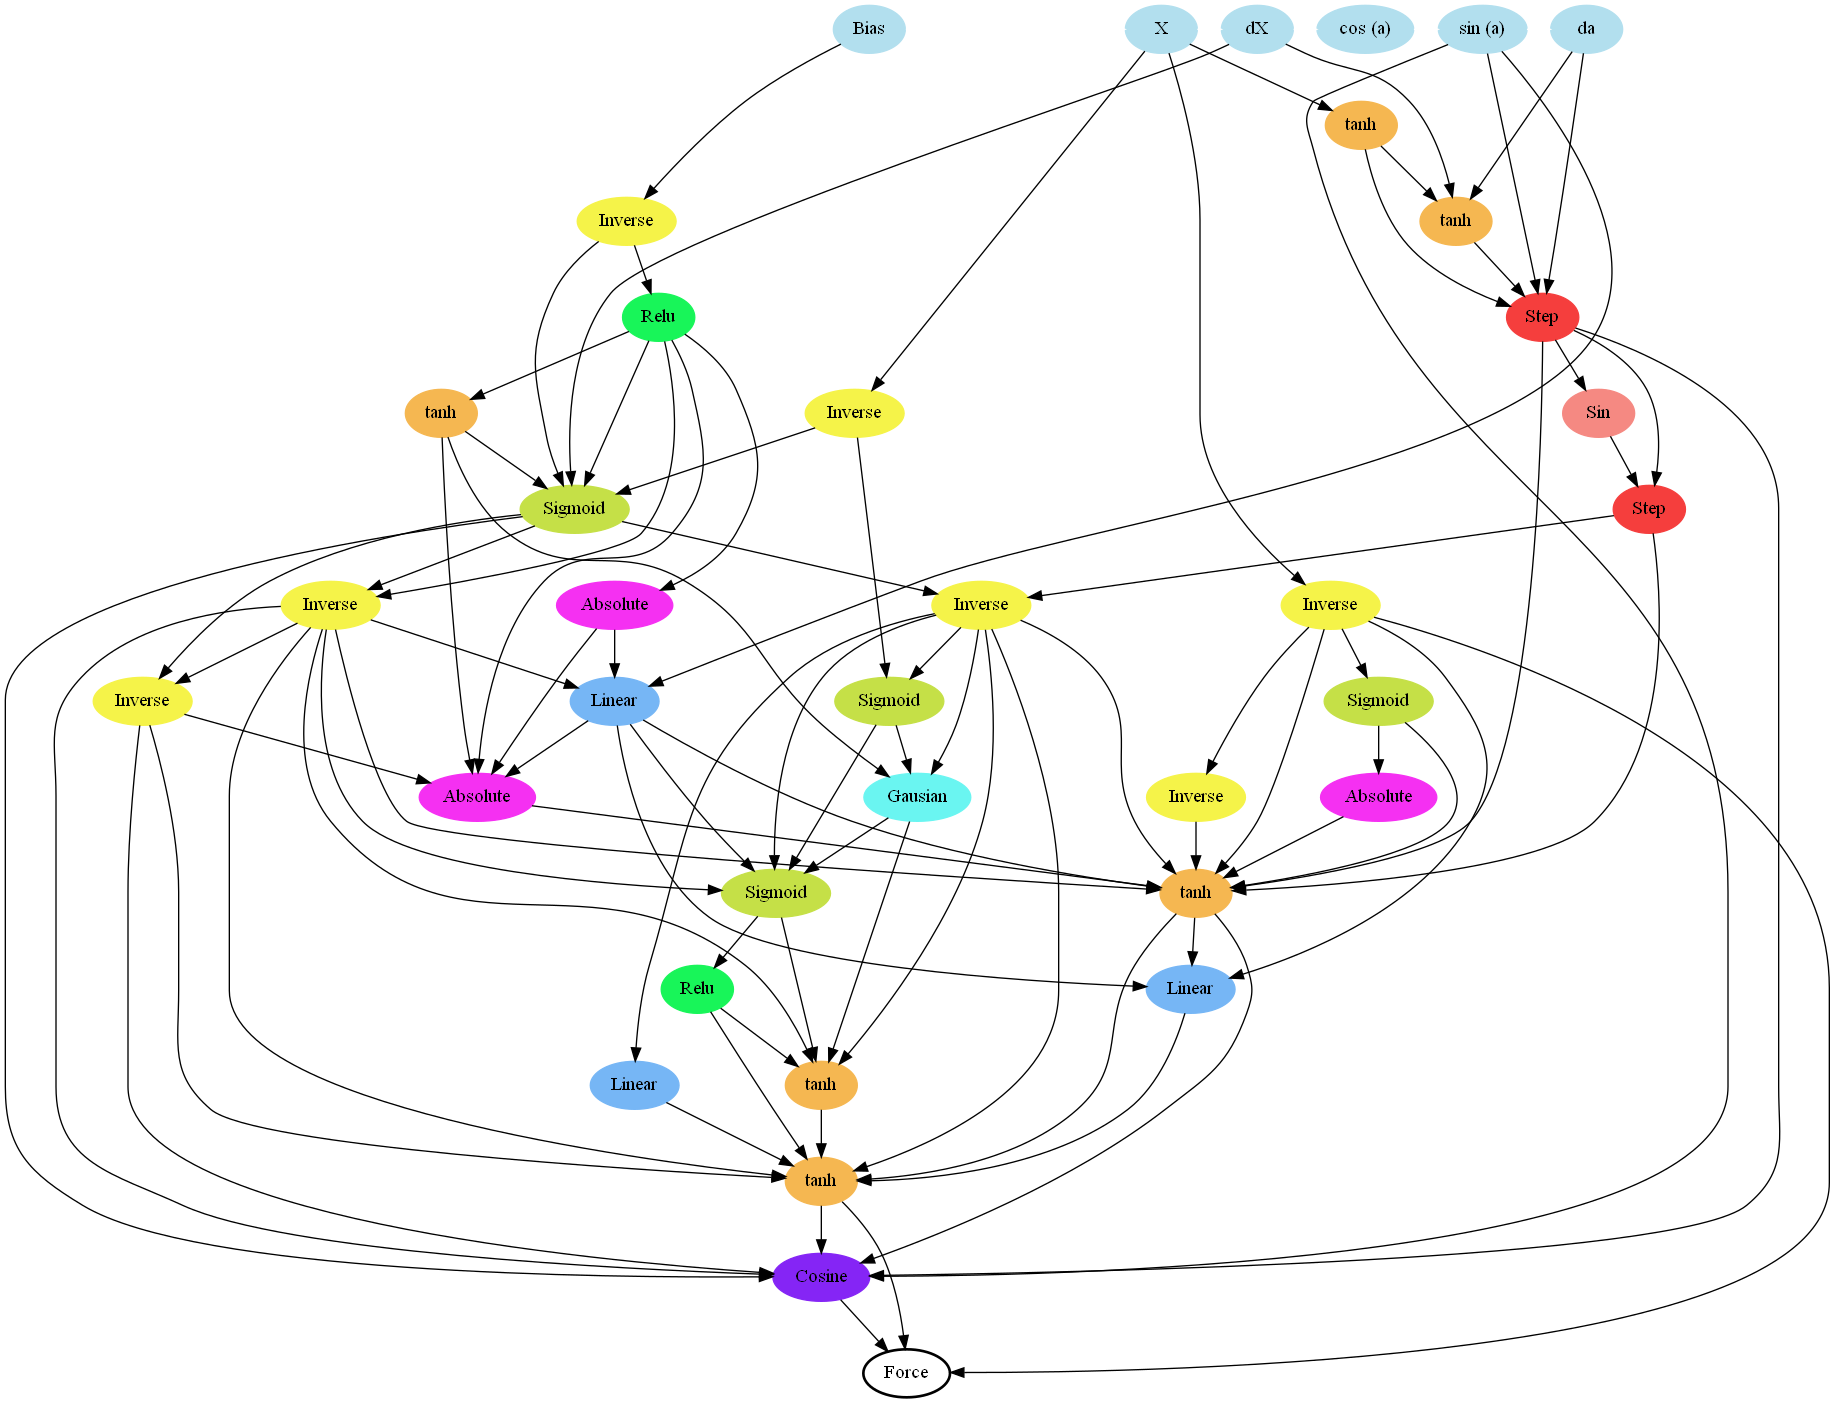 Bias
X
dX
cos (a)
sin (a)
da
tanh
Inverse
tanh
Relu
Step
tanh
Inverse
Sin
Sigmoid
Step
Inverse
Absolute
Inverse
Inverse
Inverse
Linear
Sigmoid
Sigmoid
Absolute
Gausian
Inverse
Absolute
Sigmoid
tanh
Relu
Linear
Linear
tanh
tanh
Cosine
Force